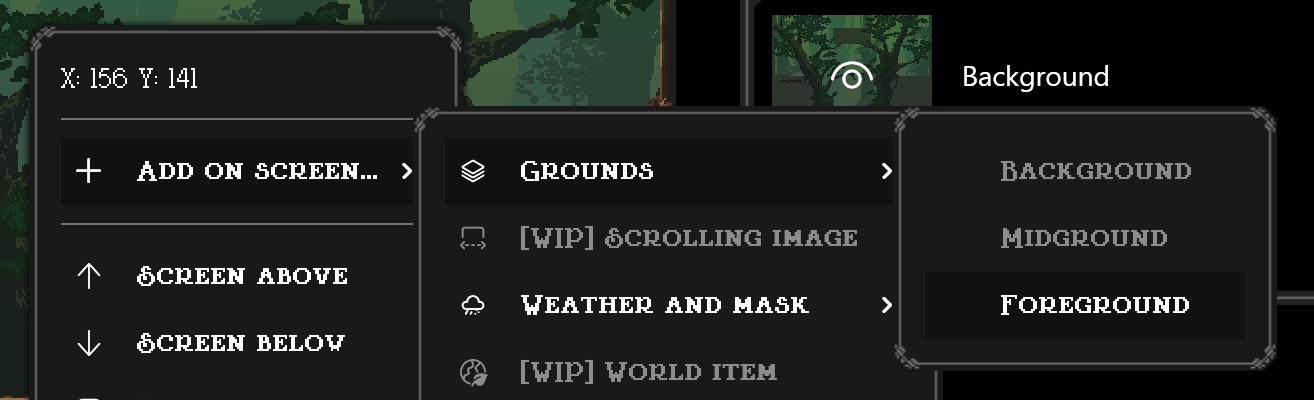 X: 156 Y: 141
Background
Add on screen...
Grounds
Background
[WIP] Scrolling image
Midground
Screen above
Weather and mask
Foreground
Screen below
[WIP] World item